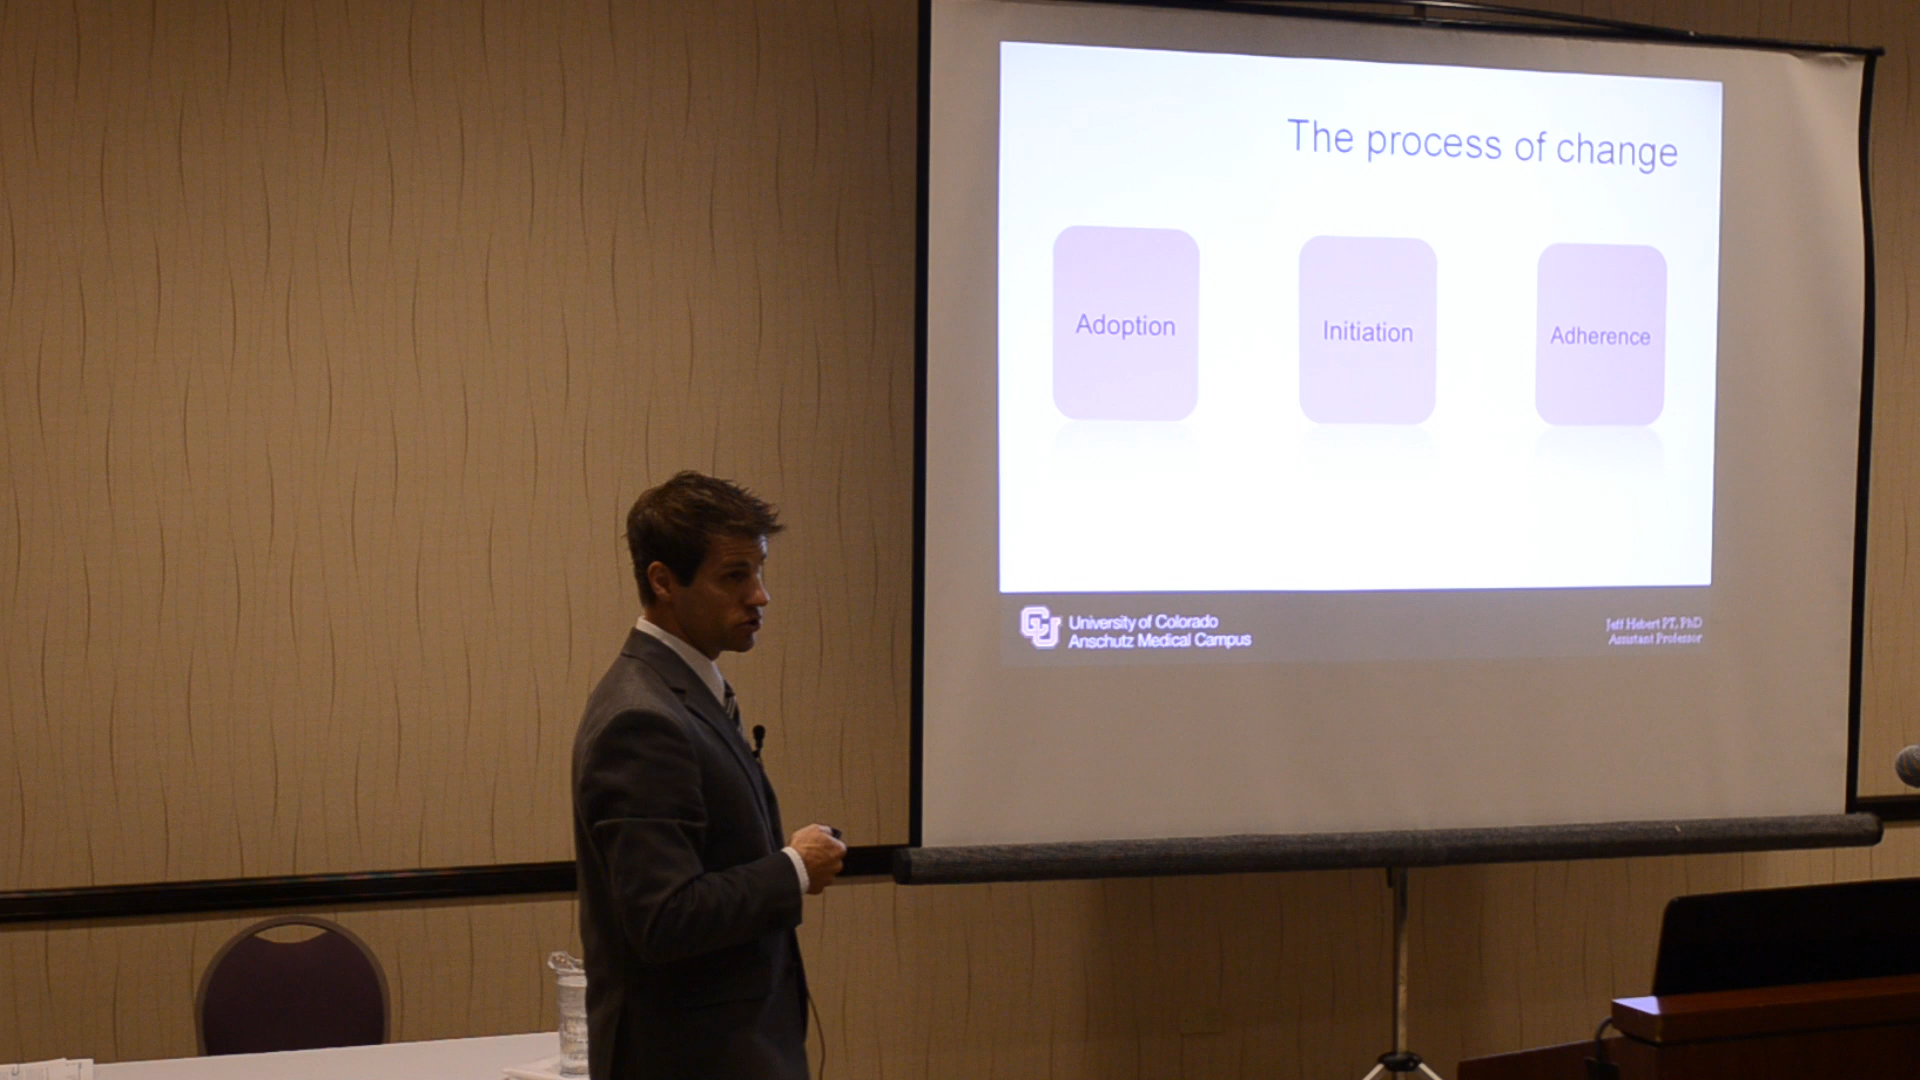 The process of change
Adoption
Initiation
Adherence
CU
University of Colorado
Anschutz Medical Campus
Jeff Hebert PT, PhD
Assistant Professor